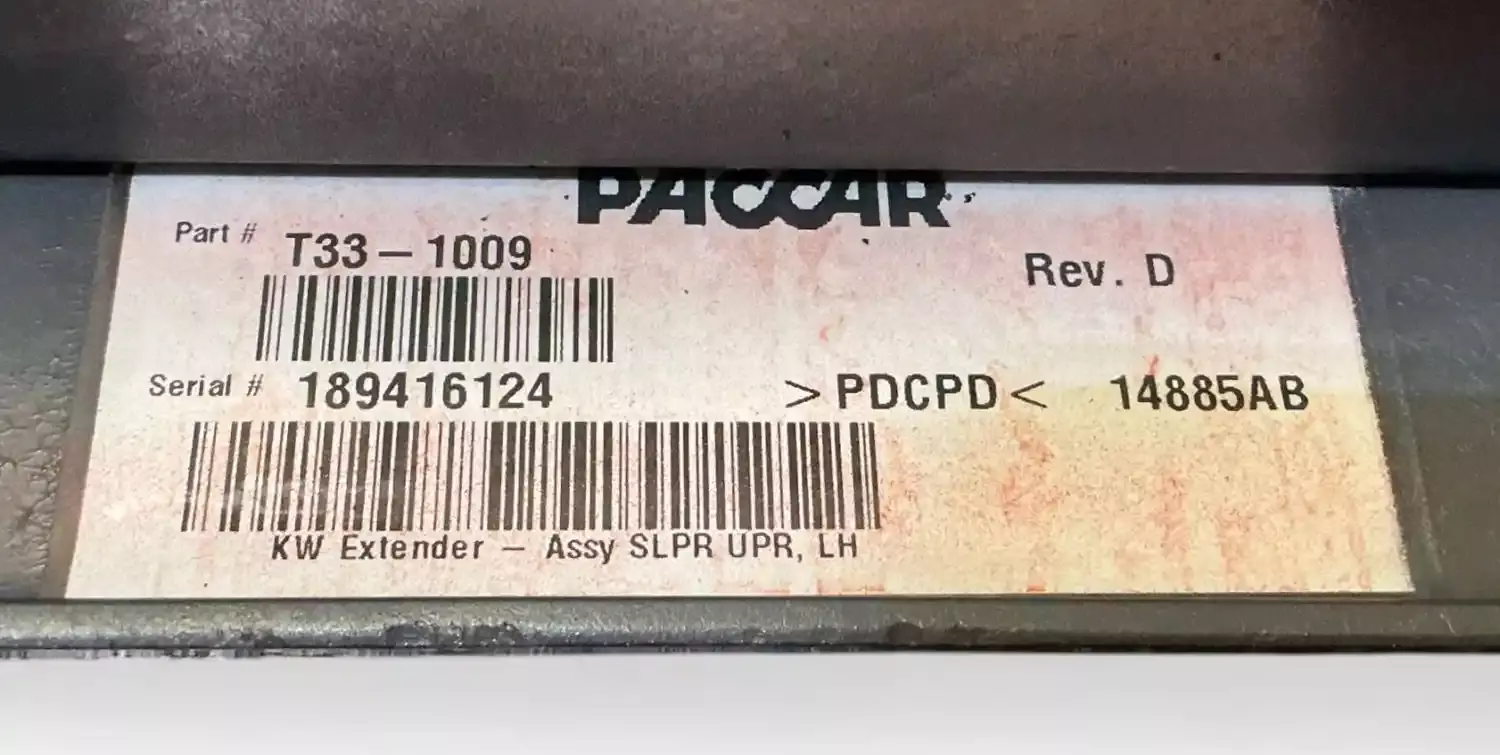 PACCAR
Part # T33-1009
Rev. D
Serial # 189416124 >PDCPD< 14885AB
KW Extender - Assy SLPR UPR, LH